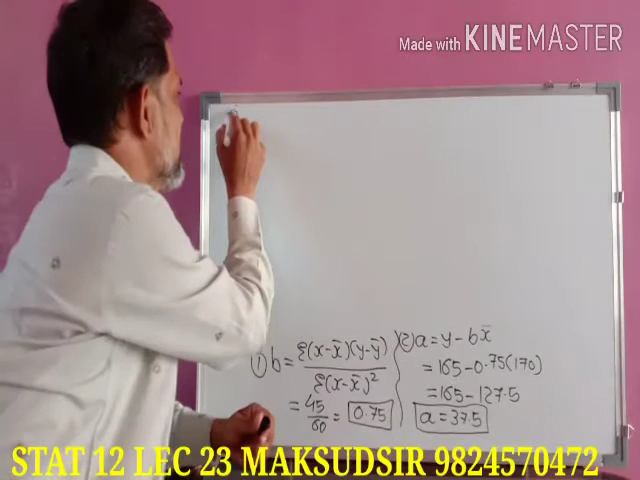 Made with KINEMASTER
① b = Σ(x-x̄)(y-ȳ) / Σ(x-x̄)²
= 45/60 = 0.75
② a = y - bx̄
= 165 - 0.75(170)
= 165 - 127.5
a = 37.5
STAT 12 LEC 23 MAKSUDSIR 9824570472